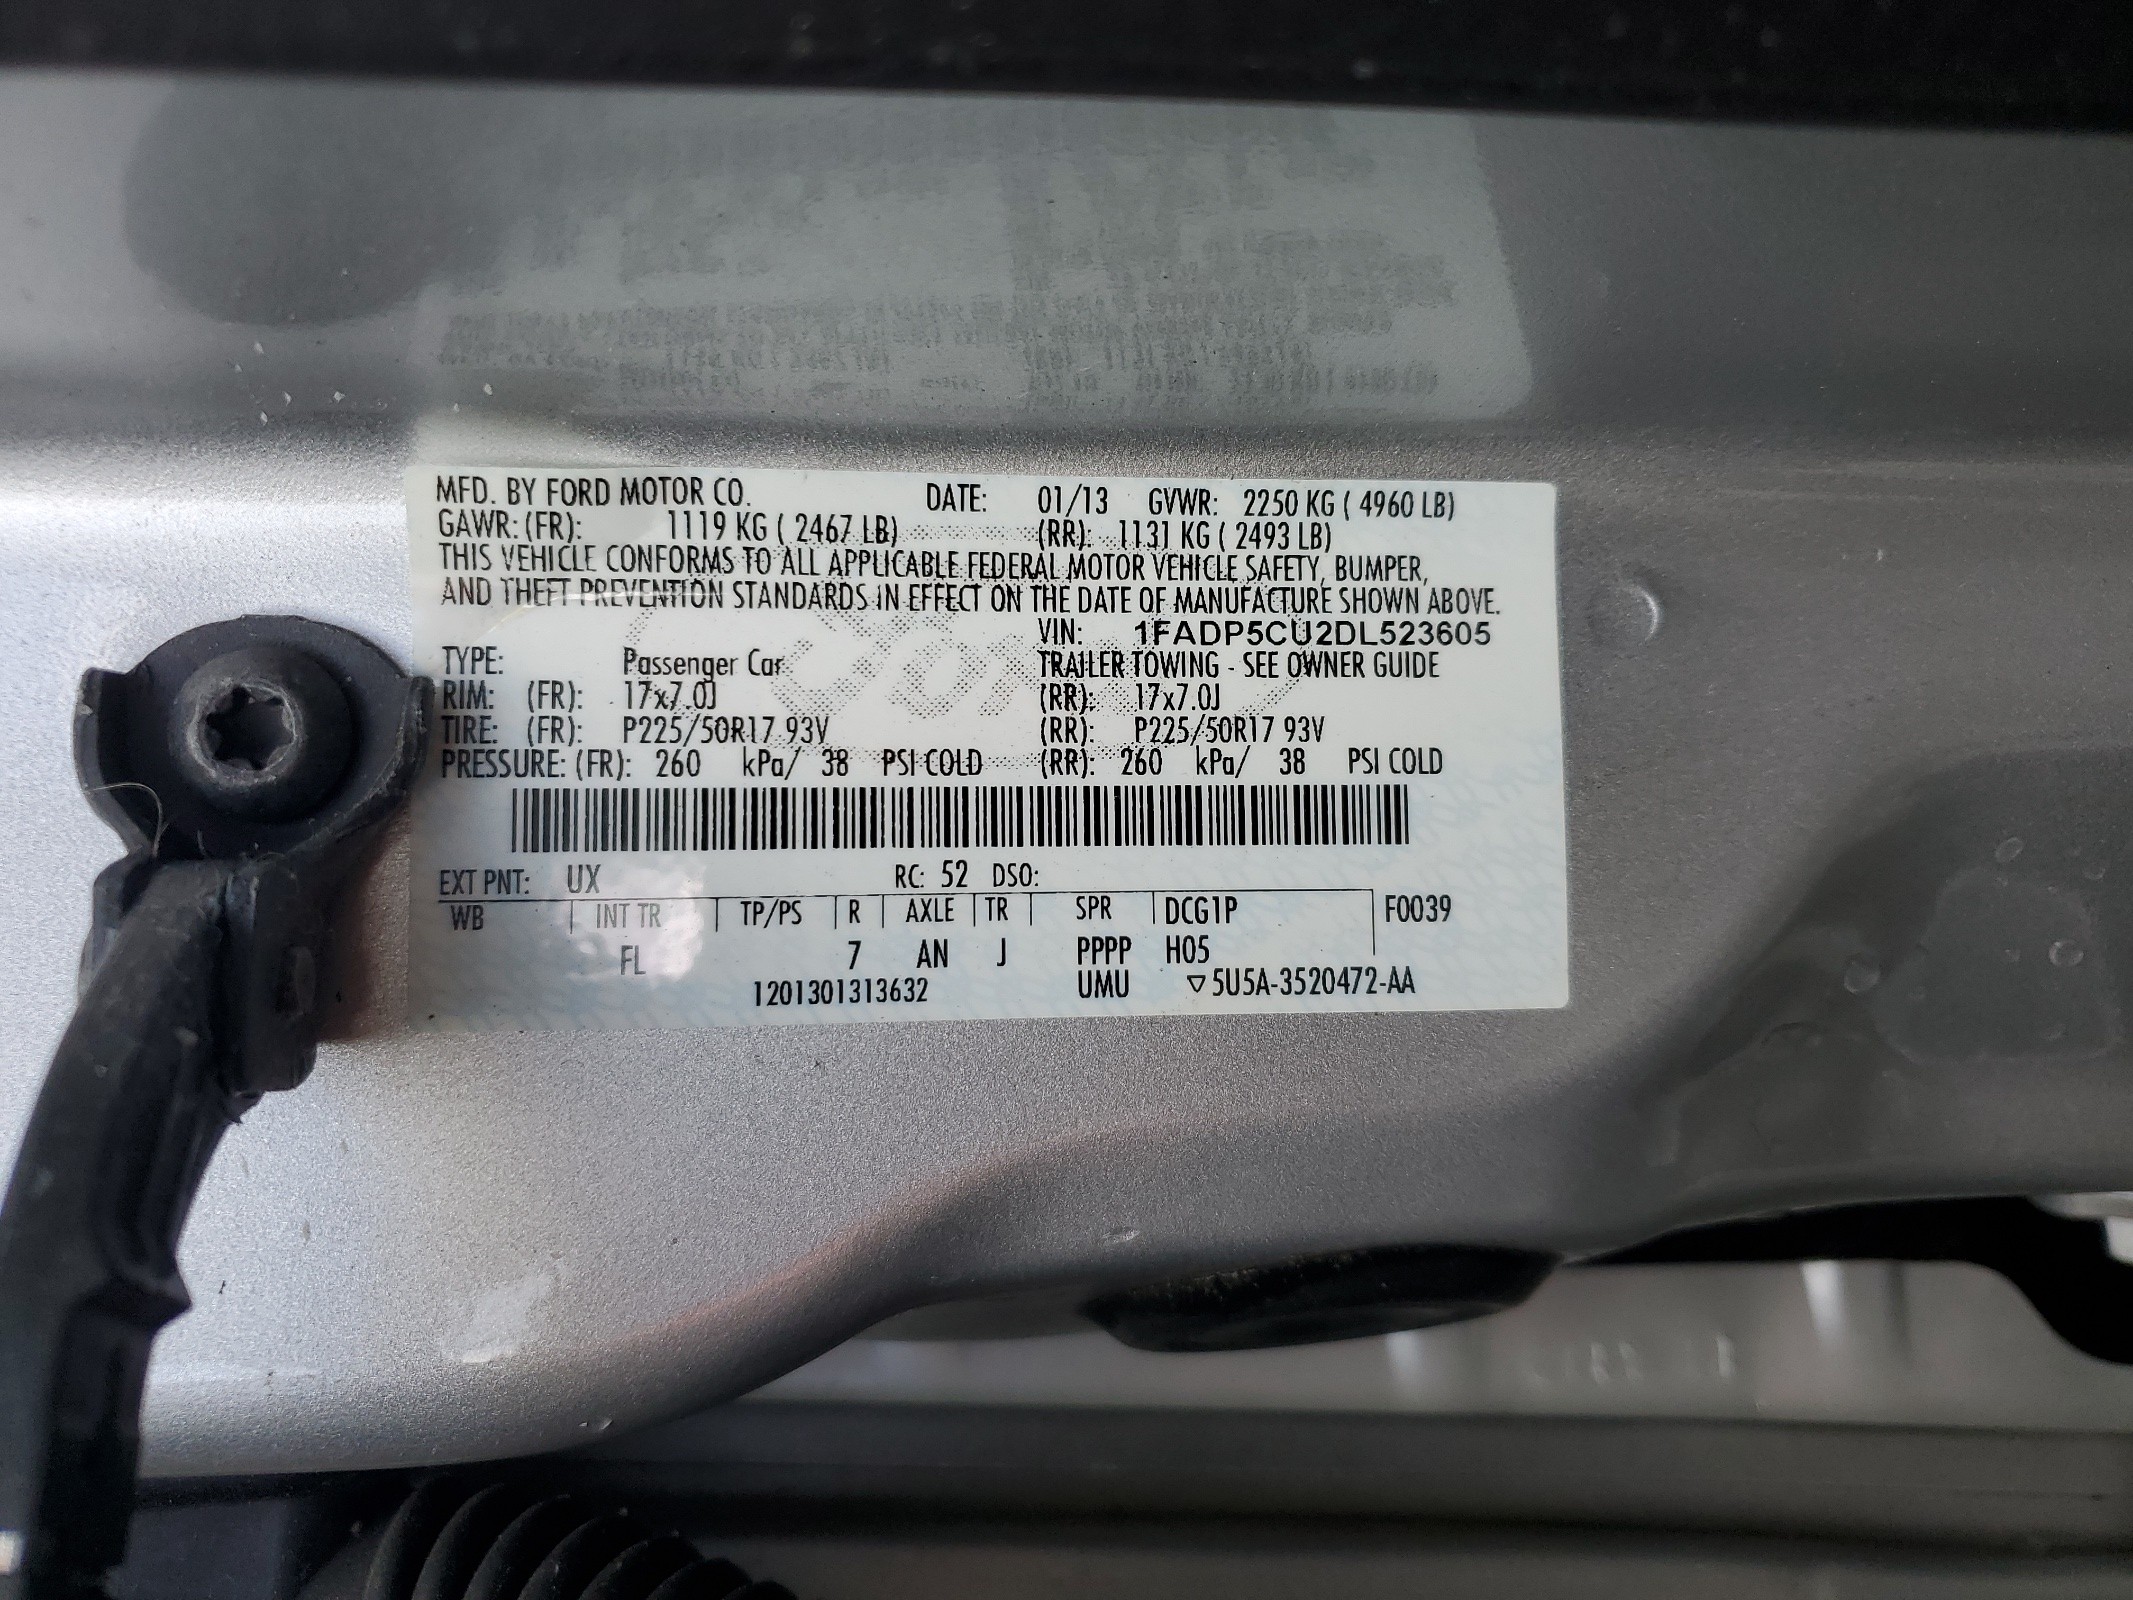 MFD. BY FORD MOTOR CO. DATE: 01/13 GVWR: 2250 KG ( 4960 LB)
GAWR: (FR): 1119 KG ( 2467 LB) (RR): 1131 KG ( 2493 LB)
THIS VEHICLE CONFORMS TO ALL APPLICABLE FEDERAL MOTOR VEHICLE SAFETY, BUMPER,
AND THEFT PREVENTION STANDARDS IN EFFECT ON THE DATE OF MANUFACTURE SHOWN ABOVE.
VIN: 1FADP5CU2DL523605
TYPE: Passenger Car TRAILER TOWING - SEE OWNER GUIDE
RIM: (FR): 17x7.0J (RR): 17x7.0J
TIRE: (FR): P225/50R17 93V (RR): P225/50R17 93V
PRESSURE: (FR): 260 kPa/ 38 PSI COLD (RR): 260 kPa/ 38 PSI COLD
EXT PNT: UX RC: 52 DSO:
WB INT TR TP/PS R AXLE TR SPR DCG1P F0039
FL 7 AN J PPPP H05
1201301313632 UMU ▽5U5A-3520472-AA